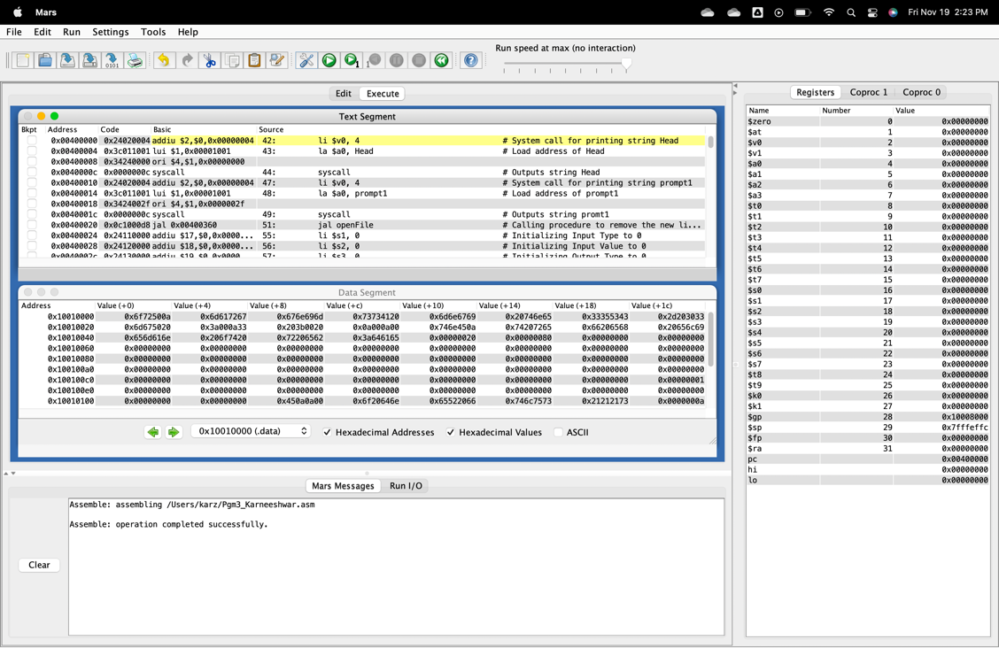 Mars Fri Nov 19 2:23 PM
File Edit Run Settings Tools Help
Run speed at max (no interaction)
Edit Execute
Text Segment
Bkpt Address Code Basic Source
0x00400000 0x24020004 addiu $2,$0,0x00000004 42: li $v0, 4 # System call for printing string Head
0x00400004 0x3c011001 lui $1,0x00001001 43: la $a0, Head # Load address of Head
0x00400008 0x34240000 ori $4,$1,0x00000000
0x0040000c 0x0000000c syscall 44: syscall # Outputs string Head
0x00400010 0x24020004 addiu $2,$0,0x00000004 47: li $v0, 4 # System call for printing string prompt1
0x00400014 0x3c011001 lui $1,0x00001001 48: la $a0, prompt1 # Load address of prompt1
0x00400018 0x3424002f ori $4,$1,0x0000002f
0x0040001c 0x0000000c syscall 49: syscall # Outputs string promt1
0x00400020 0x0c1000d8 jal 0x00400360 51: jal openFile # Calling procedure to remove the new li...
0x00400024 0x24110000 addiu $17,$0,0x0000... 55: li $s1, 0 # Initializing Input Type to 0
0x00400028 0x24120000 addiu $18,$0,0x0000... 56: li $s2, 0 # Initializing Input Value to 0
0x0040002c 0x24130000 addiu $19,$0,0x0000... 57: li $s3, 0 # Initializing Output Type to 0
Data Segment
Address Value (+0) Value (+4) Value (+8) Value (+c) Value (+10) Value (+14) Value (+18) Value (+1c)
0x10010000 0x6f72500a 0x6d617267 0x676e696d 0x73734120 0x6d6e6769 0x20746e65 0x33355343 0x2d203033
0x10010020 0x6d675020 0x3a000a33 0x203b0020 0x0a000a00 0x746e450a 0x74207265 0x66206568 0x20656c69
0x10010040 0x656d616e 0x206f7420 0x72206562 0x3a646165 0x00000020 0x00000080 0x00000000 0x00000000
0x10010060 0x00000000 0x00000000 0x00000000 0x00000000 0x00000000 0x00000000 0x00000000 0x00000000
0x10010080 0x00000000 0x00000000 0x00000000 0x00000000 0x00000000 0x00000000 0x00000000 0x00000000
0x100100a0 0x00000000 0x00000000 0x00000000 0x00000000 0x00000000 0x00000000 0x00000000 0x00000000
0x100100c0 0x00000000 0x00000000 0x00000000 0x00000000 0x00000000 0x00000000 0x00000000 0x00000001
0x100100e0 0x00000000 0x00000000 0x00000000 0x00000000 0x00000000 0x00000000 0x00000000 0x00000000
0x10010100 0x00000000 0x00000000 0x450a0a00 0x6f20646e 0x65522066 0x746c7573 0x21212173 0x0000000a
0x10010000 (.data) Hexadecimal Addresses Hexadecimal Values ASCII
Mars Messages Run I/O
Assemble: assembling /Users/karz/Pgm3_Karneeshwar.asm
Assemble: operation completed successfully.
Clear
Registers Coproc 1 Coproc 0
Name Number Value
$zero 0 0x00000000
$at 1 0x00000000
$v0 2 0x00000000
$v1 3 0x00000000
$a0 4 0x00000000
$a1 5 0x00000000
$a2 6 0x00000000
$a3 7 0x00000000
$t0 8 0x00000000
$t1 9 0x00000000
$t2 10 0x00000000
$t3 11 0x00000000
$t4 12 0x00000000
$t5 13 0x00000000
$t6 14 0x00000000
$t7 15 0x00000000
$s0 16 0x00000000
$s1 17 0x00000000
$s2 18 0x00000000
$s3 19 0x00000000
$s4 20 0x00000000
$s5 21 0x00000000
$s6 22 0x00000000
$s7 23 0x00000000
$t8 24 0x00000000
$t9 25 0x00000000
$k0 26 0x00000000
$k1 27 0x00000000
$gp 28 0x10008000
$sp 29 0x7fffeffc
$fp 30 0x00000000
$ra 31 0x00000000
pc 0x00400000
hi 0x00000000
lo 0x00000000